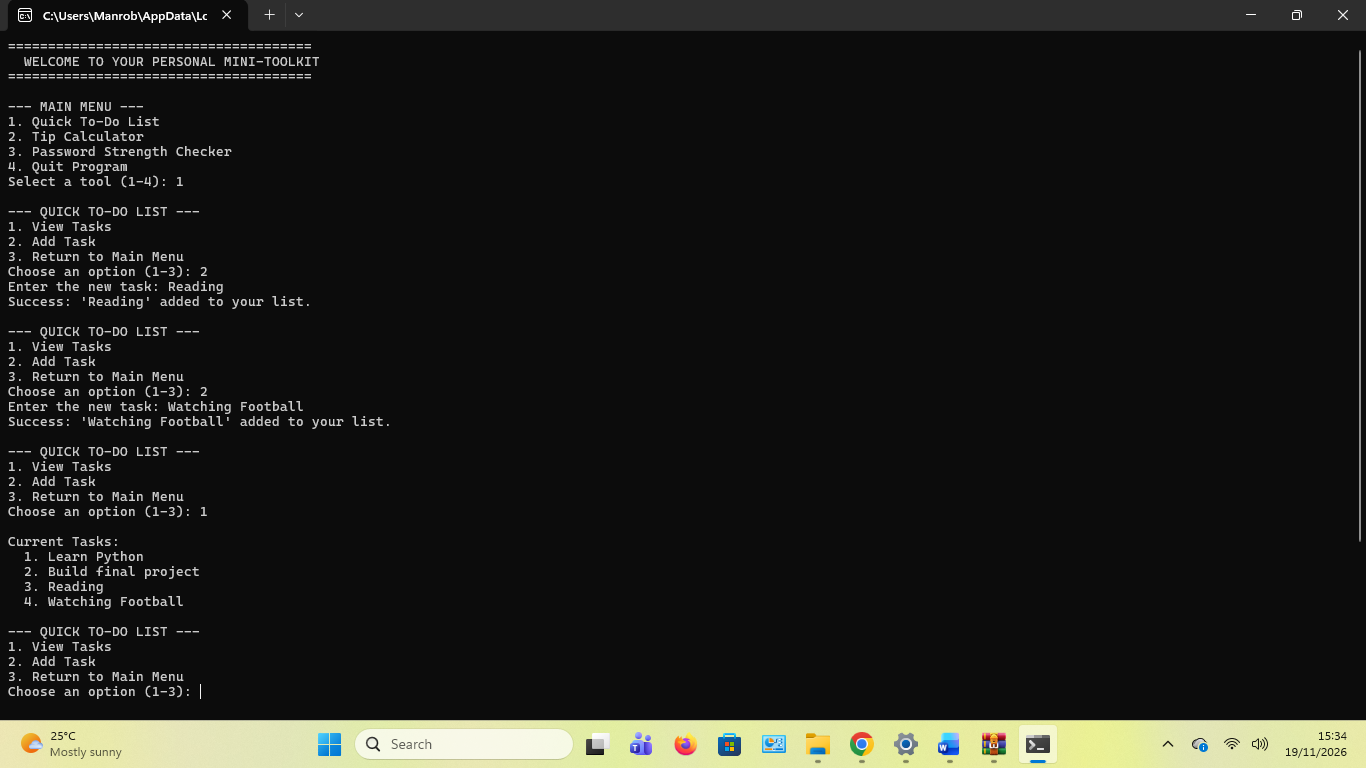 C:\Users\Manrob\AppData\Lc
======================================
WELCOME TO YOUR PERSONAL MINI-TOOLKIT
======================================
--- MAIN MENU ---
1. Quick To-Do List
2. Tip Calculator
3. Password Strength Checker
4. Quit Program
Select a tool (1-4): 1
--- QUICK TO-DO LIST ---
1. View Tasks
2. Add Task
3. Return to Main Menu
Choose an option (1-3): 2
Enter the new task: Reading
Success: 'Reading' added to your list.
--- QUICK TO-DO LIST ---
1. View Tasks
2. Add Task
3. Return to Main Menu
Choose an option (1-3): 2
Enter the new task: Watching Football
Success: 'Watching Football' added to your list.
--- QUICK TO-DO LIST ---
1. View Tasks
2. Add Task
3. Return to Main Menu
Choose an option (1-3): 1
Current Tasks:
1. Learn Python
2. Build final project
3. Reading
4. Watching Football
--- QUICK TO-DO LIST ---
1. View Tasks
2. Add Task
3. Return to Main Menu
Choose an option (1-3):
25°C
Mostly sunny
Search
15:34
19/11/2026